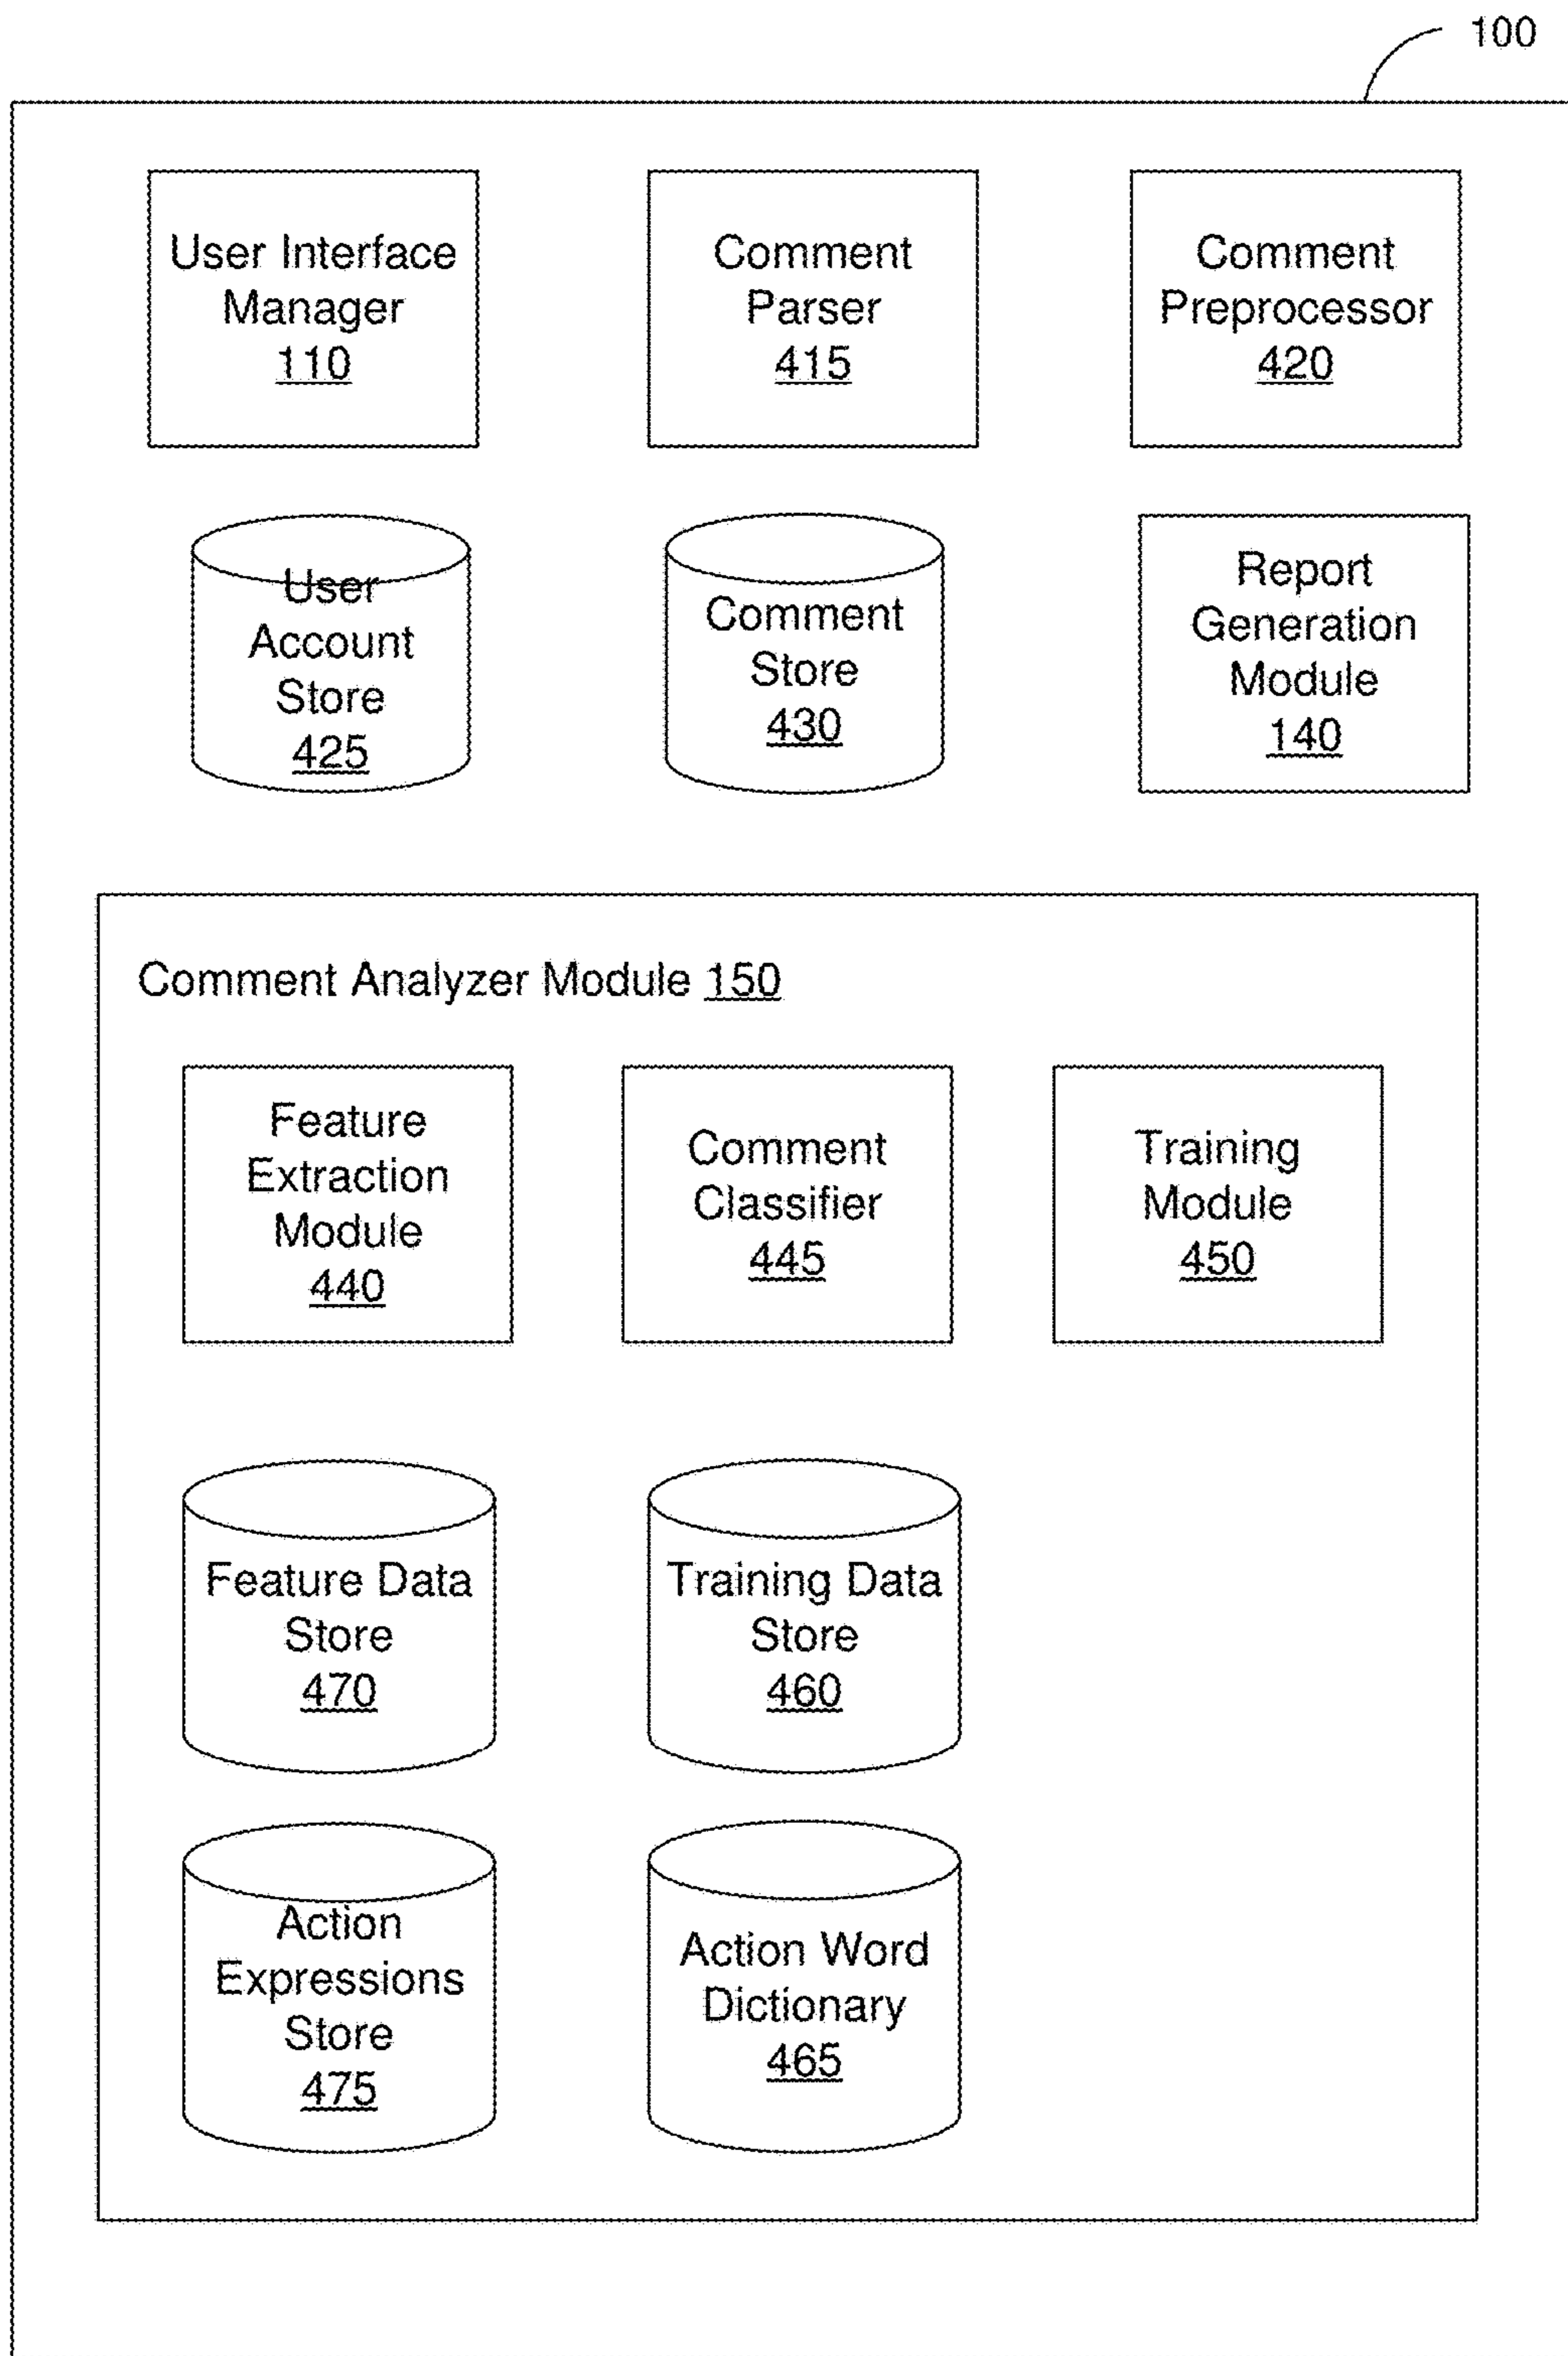 100
User Interface
Manager
110
Comment
Parser
415
Comment
Preprocessor
420
User
Account
Store
425
Comment
Store
430
Report
Generation
Module
140
Comment Analyzer Module 150
Feature
Extraction
Module
440
Comment
Classifier
445
Training
Module
450
Feature Data
Store
470
Training Data
Store
460
Action
Expressions
Store
475
Action Word
Dictionary
465